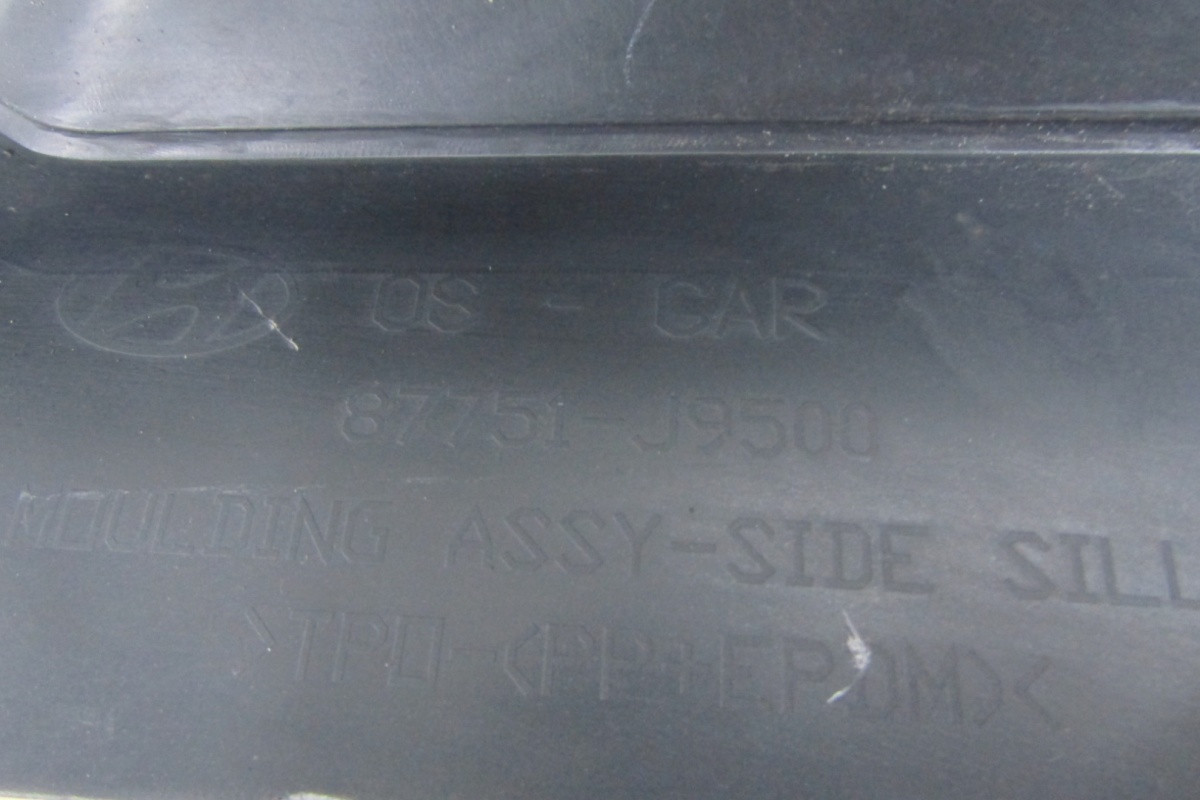 OS - CAR
87751-J9500
MOULDING ASSY-SIDE SILL
>TPO-(PP+EPDM)<